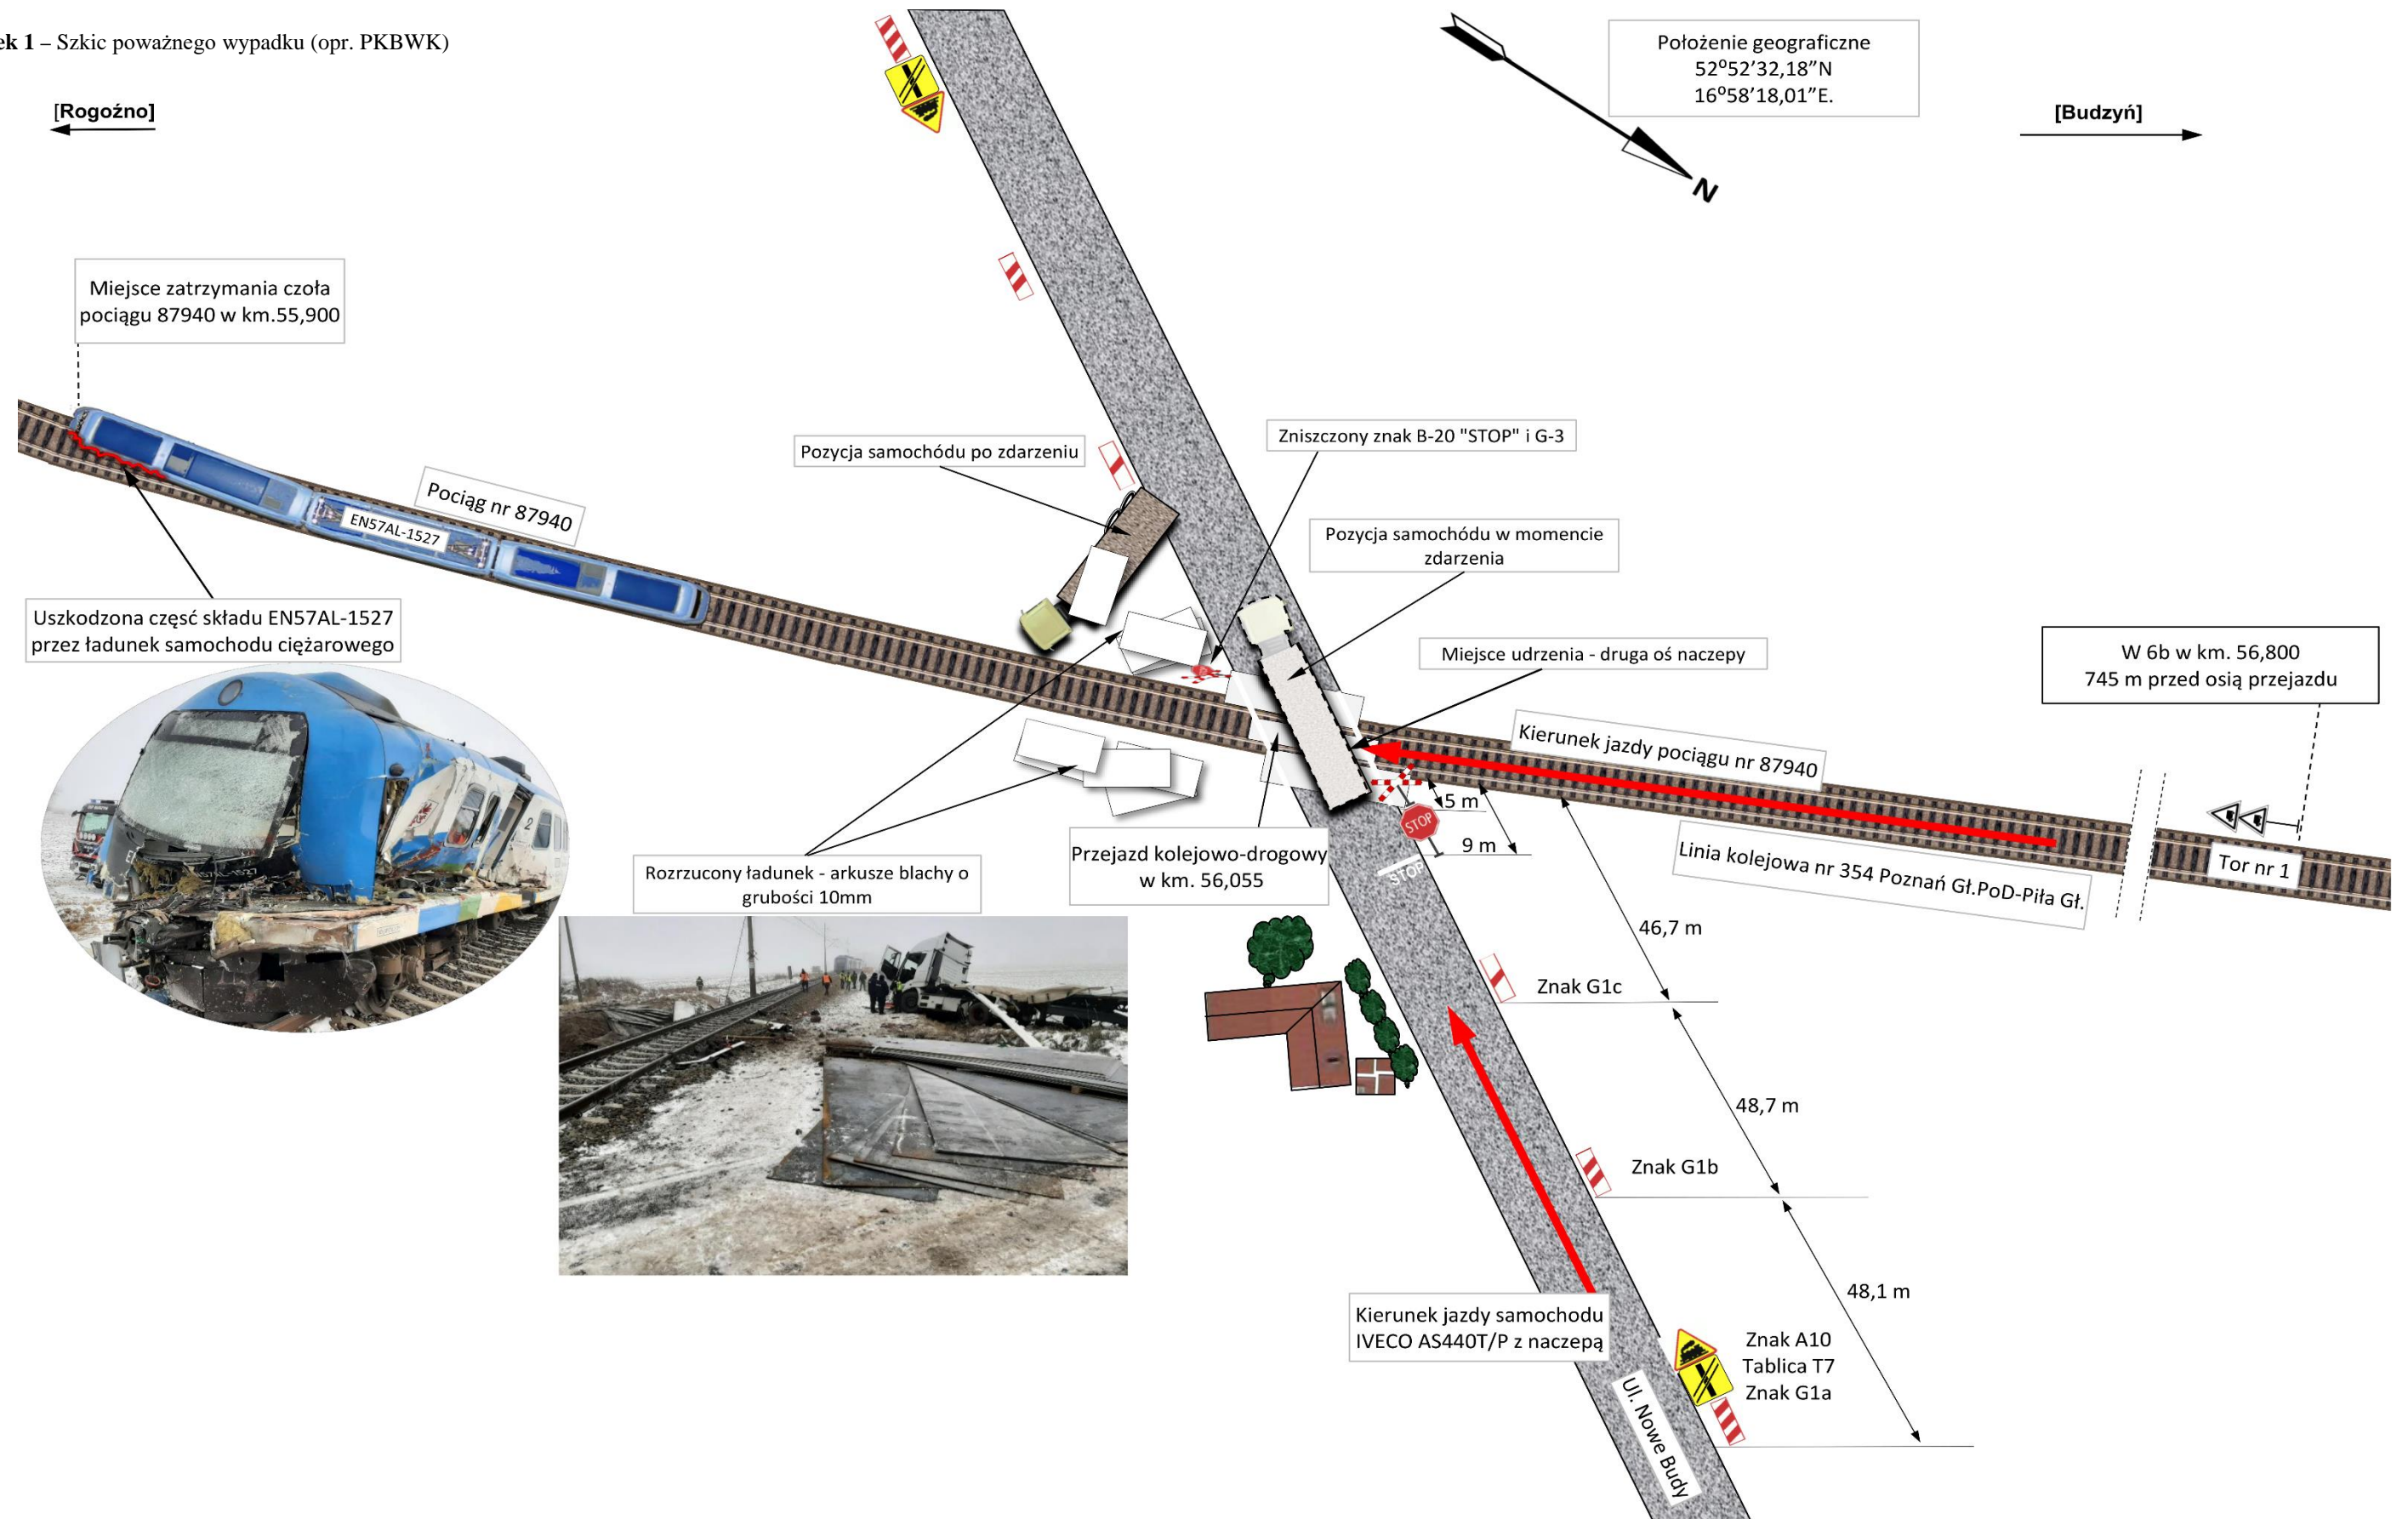 ek 1 – Szkic poważnego wypadku (opr. PKBWK)
[Rogoźno]
Położenie geograficzne
52⁰52’32,18”N
16⁰58’18,01”E.
[Budzyń]
N
Miejsce zatrzymania czoła
pociągu 87940 w km.55,900
Pociąg nr 87940
EN57AL-1527
Pozycja samochódu po zdarzeniu
Zniszczony znak B-20 "STOP" i G-3
Pozycja samochódu w momencie
zdarzenia
Uszkodzona częsć składu EN57AL-1527
przez ładunek samochodu ciężarowego
Miejsce udrzenia - druga oś naczepy
W 6b w km. 56,800
745 m przed osią przejazdu
Kierunek jazdy pociągu nr 87940
Linia kolejowa nr 354 Poznań Gł.PoD-Piła Gł.
Tor nr 1
5 m
STOP
9 m
STOP
Przejazd kolejowo-drogowy
w km. 56,055
Rozrzucony ładunek - arkusze blachy o
grubości 10mm
2
46,7 m
Znak G1c
48,7 m
Znak G1b
48,1 m
Kierunek jazdy samochodu
IVECO AS440T/P z naczepą
Znak A10
Tablica T7
Znak G1a
Ul. Nowe Budy